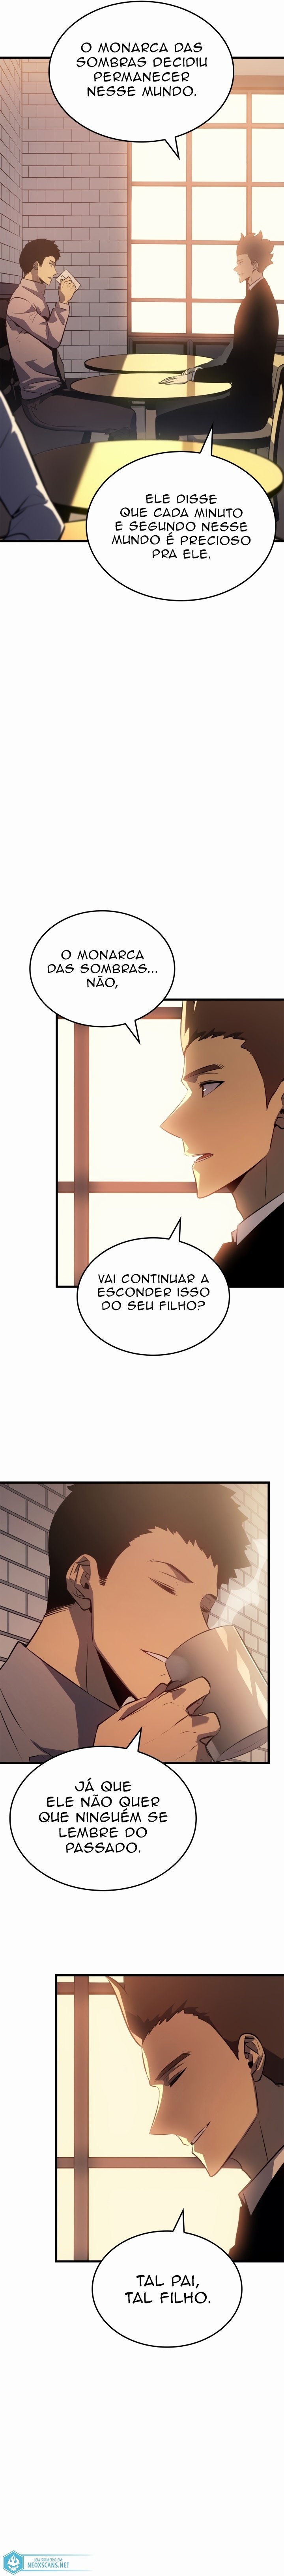 O MONARCA DAS
SOMBRAS DECIDIU
PERMANECER
NESSE MUNDO.
ELE DISSE
QUE CADA MINUTO
E SEGUNDO NESSE
MUNDO É PRECIOSO
PRA ELE.
O MONARCA
DAS SOMBRAS...
NÃO,
VAI CONTINUAR A
ESCONDER ISSO
DO SEU FILHO?
JÁ QUE
ELE NÃO QUER
QUE NINGUÉM SE
LEMBRE DO
PASSADO.
TAL PAI,
TAL FILHO.
NEOXSCANS.NET